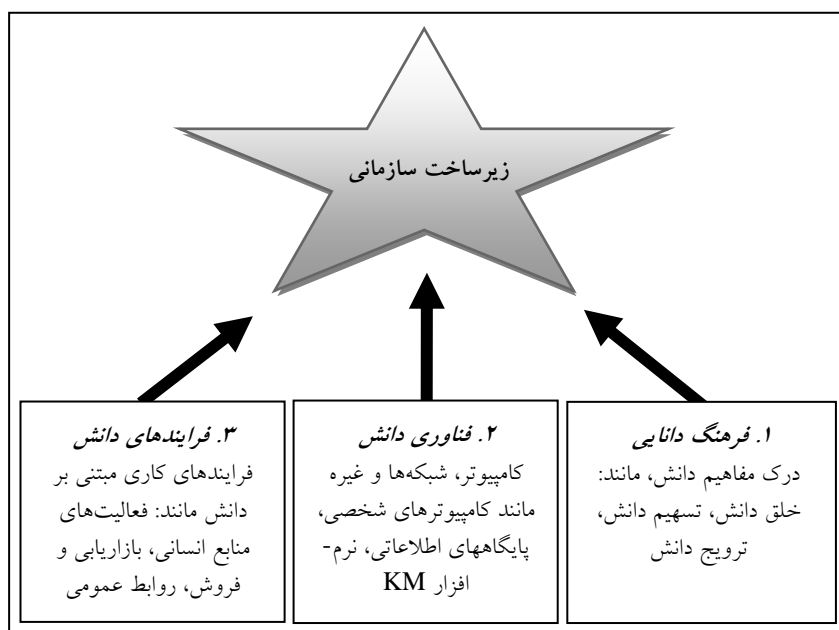 زیرساخت سازمانی
۱. فرهنگ دانایی
درک مفاهیم دانش، مانند:
خلق دانش، تسهیم دانش،
ترویج دانش
۲. فناوری دانش
کامپیوتر، شبکه‌ها و غیره
مانند کامپیوترهای شخصی،
پایگاههای اطلاعاتی، نرم-
افزار KM
۳. فرایندهای دانش
فرایندهای کاری مبتنی بر
دانش مانند: فعالیت‌های
منابع انسانی، بازاریابی و
فروش، روابط عمومی